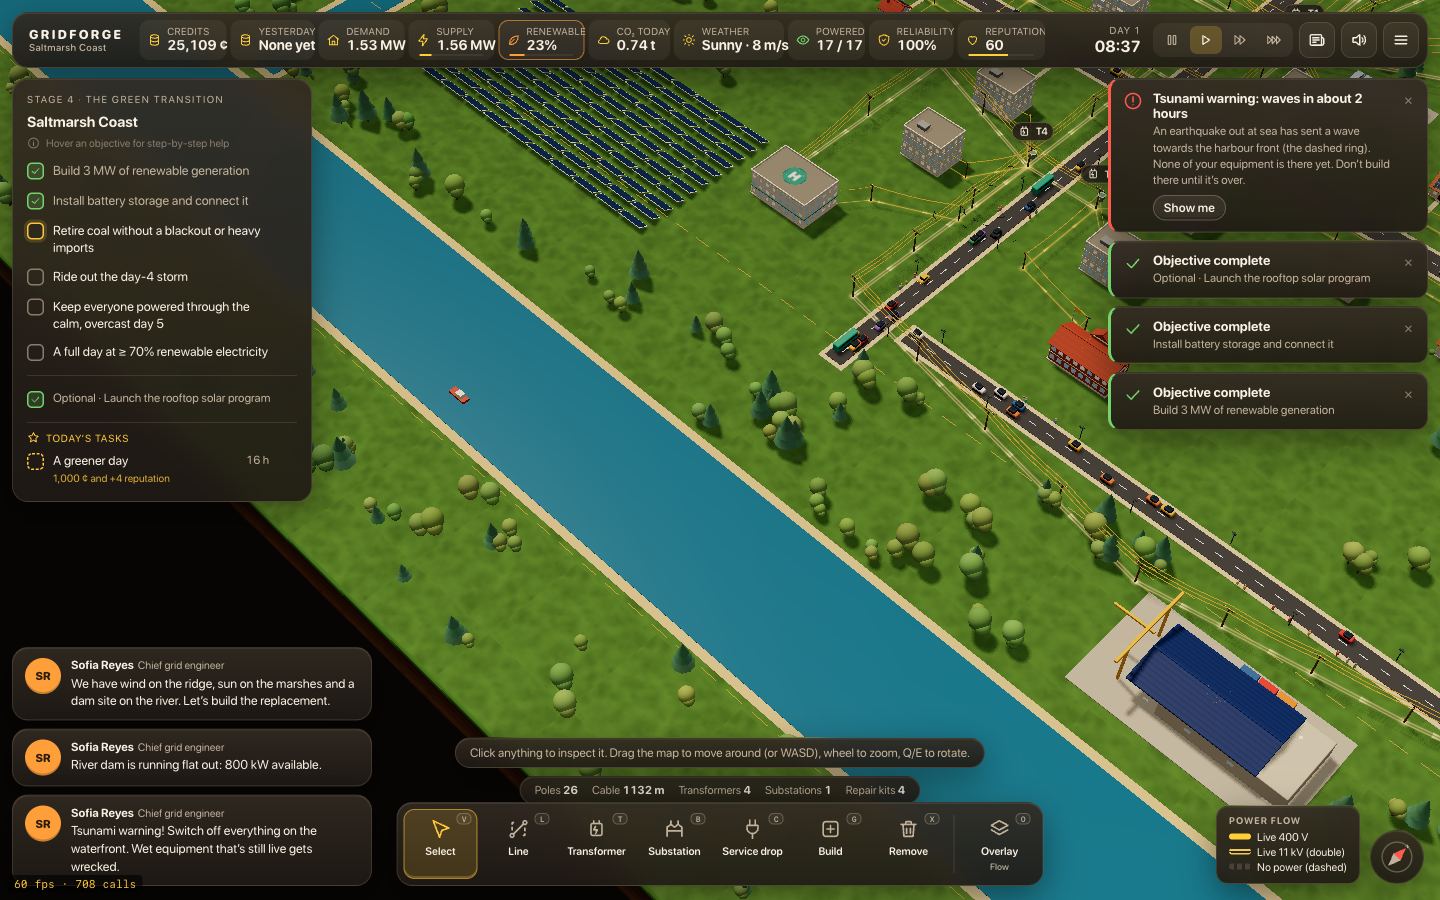 GRIDFORGE
Saltmarsh Coast
CREDITS
25,109 ¢
YESTERDAY
None yet
DEMAND
1.53 MW
SUPPLY
1.56 MW
RENEWABLE
23%
CO₂ TODAY
0.74 t
WEATHER
Sunny · 8 m/s
POWERED
17 / 17
RELIABILITY
100%
REPUTATION
60
DAY 1
08:37
STAGE 4 · THE GREEN TRANSITION
Saltmarsh Coast
Hover an objective for step-by-step help
Build 3 MW of renewable generation
Install battery storage and connect it
Retire coal without a blackout or heavy
imports
Ride out the day-4 storm
Keep everyone powered through the
calm, overcast day 5
A full day at ≥ 70% renewable electricity
Optional · Launch the rooftop solar program
TODAY'S TASKS
A greener day
16 h
1,000 ¢ and +4 reputation
H
T4
Tsunami warning: waves in about 2
hours
An earthquake out at sea has sent a wave
towards the harbour front (the dashed ring).
None of your equipment is there yet. Don't build
there until it's over.
Show me
Objective complete
Optional · Launch the rooftop solar program
Objective complete
Install battery storage and connect it
Objective complete
Build 3 MW of renewable generation
SR
Sofia Reyes Chief grid engineer
We have wind on the ridge, sun on the marshes and a
dam site on the river. Let's build the replacement.
SR
Sofia Reyes Chief grid engineer
River dam is running flat out: 800 kW available.
SR
Sofia Reyes Chief grid engineer
Tsunami warning! Switch off everything on the
waterfront. Wet equipment that's still live gets
wrecked.
60 fps · 708 calls
Click anything to inspect it. Drag the map to move around (or WASD), wheel to zoom, Q/E to rotate.
Poles 26 Cable 1132 m Transformers 4 Substations 1 Repair kits 4
V
Select
L
Line
T
Transformer
B
Substation
C
Service drop
G
Build
X
Remove
O
Overlay
Flow
POWER FLOW
Live 400 V
Live 11 kV (double)
No power (dashed)